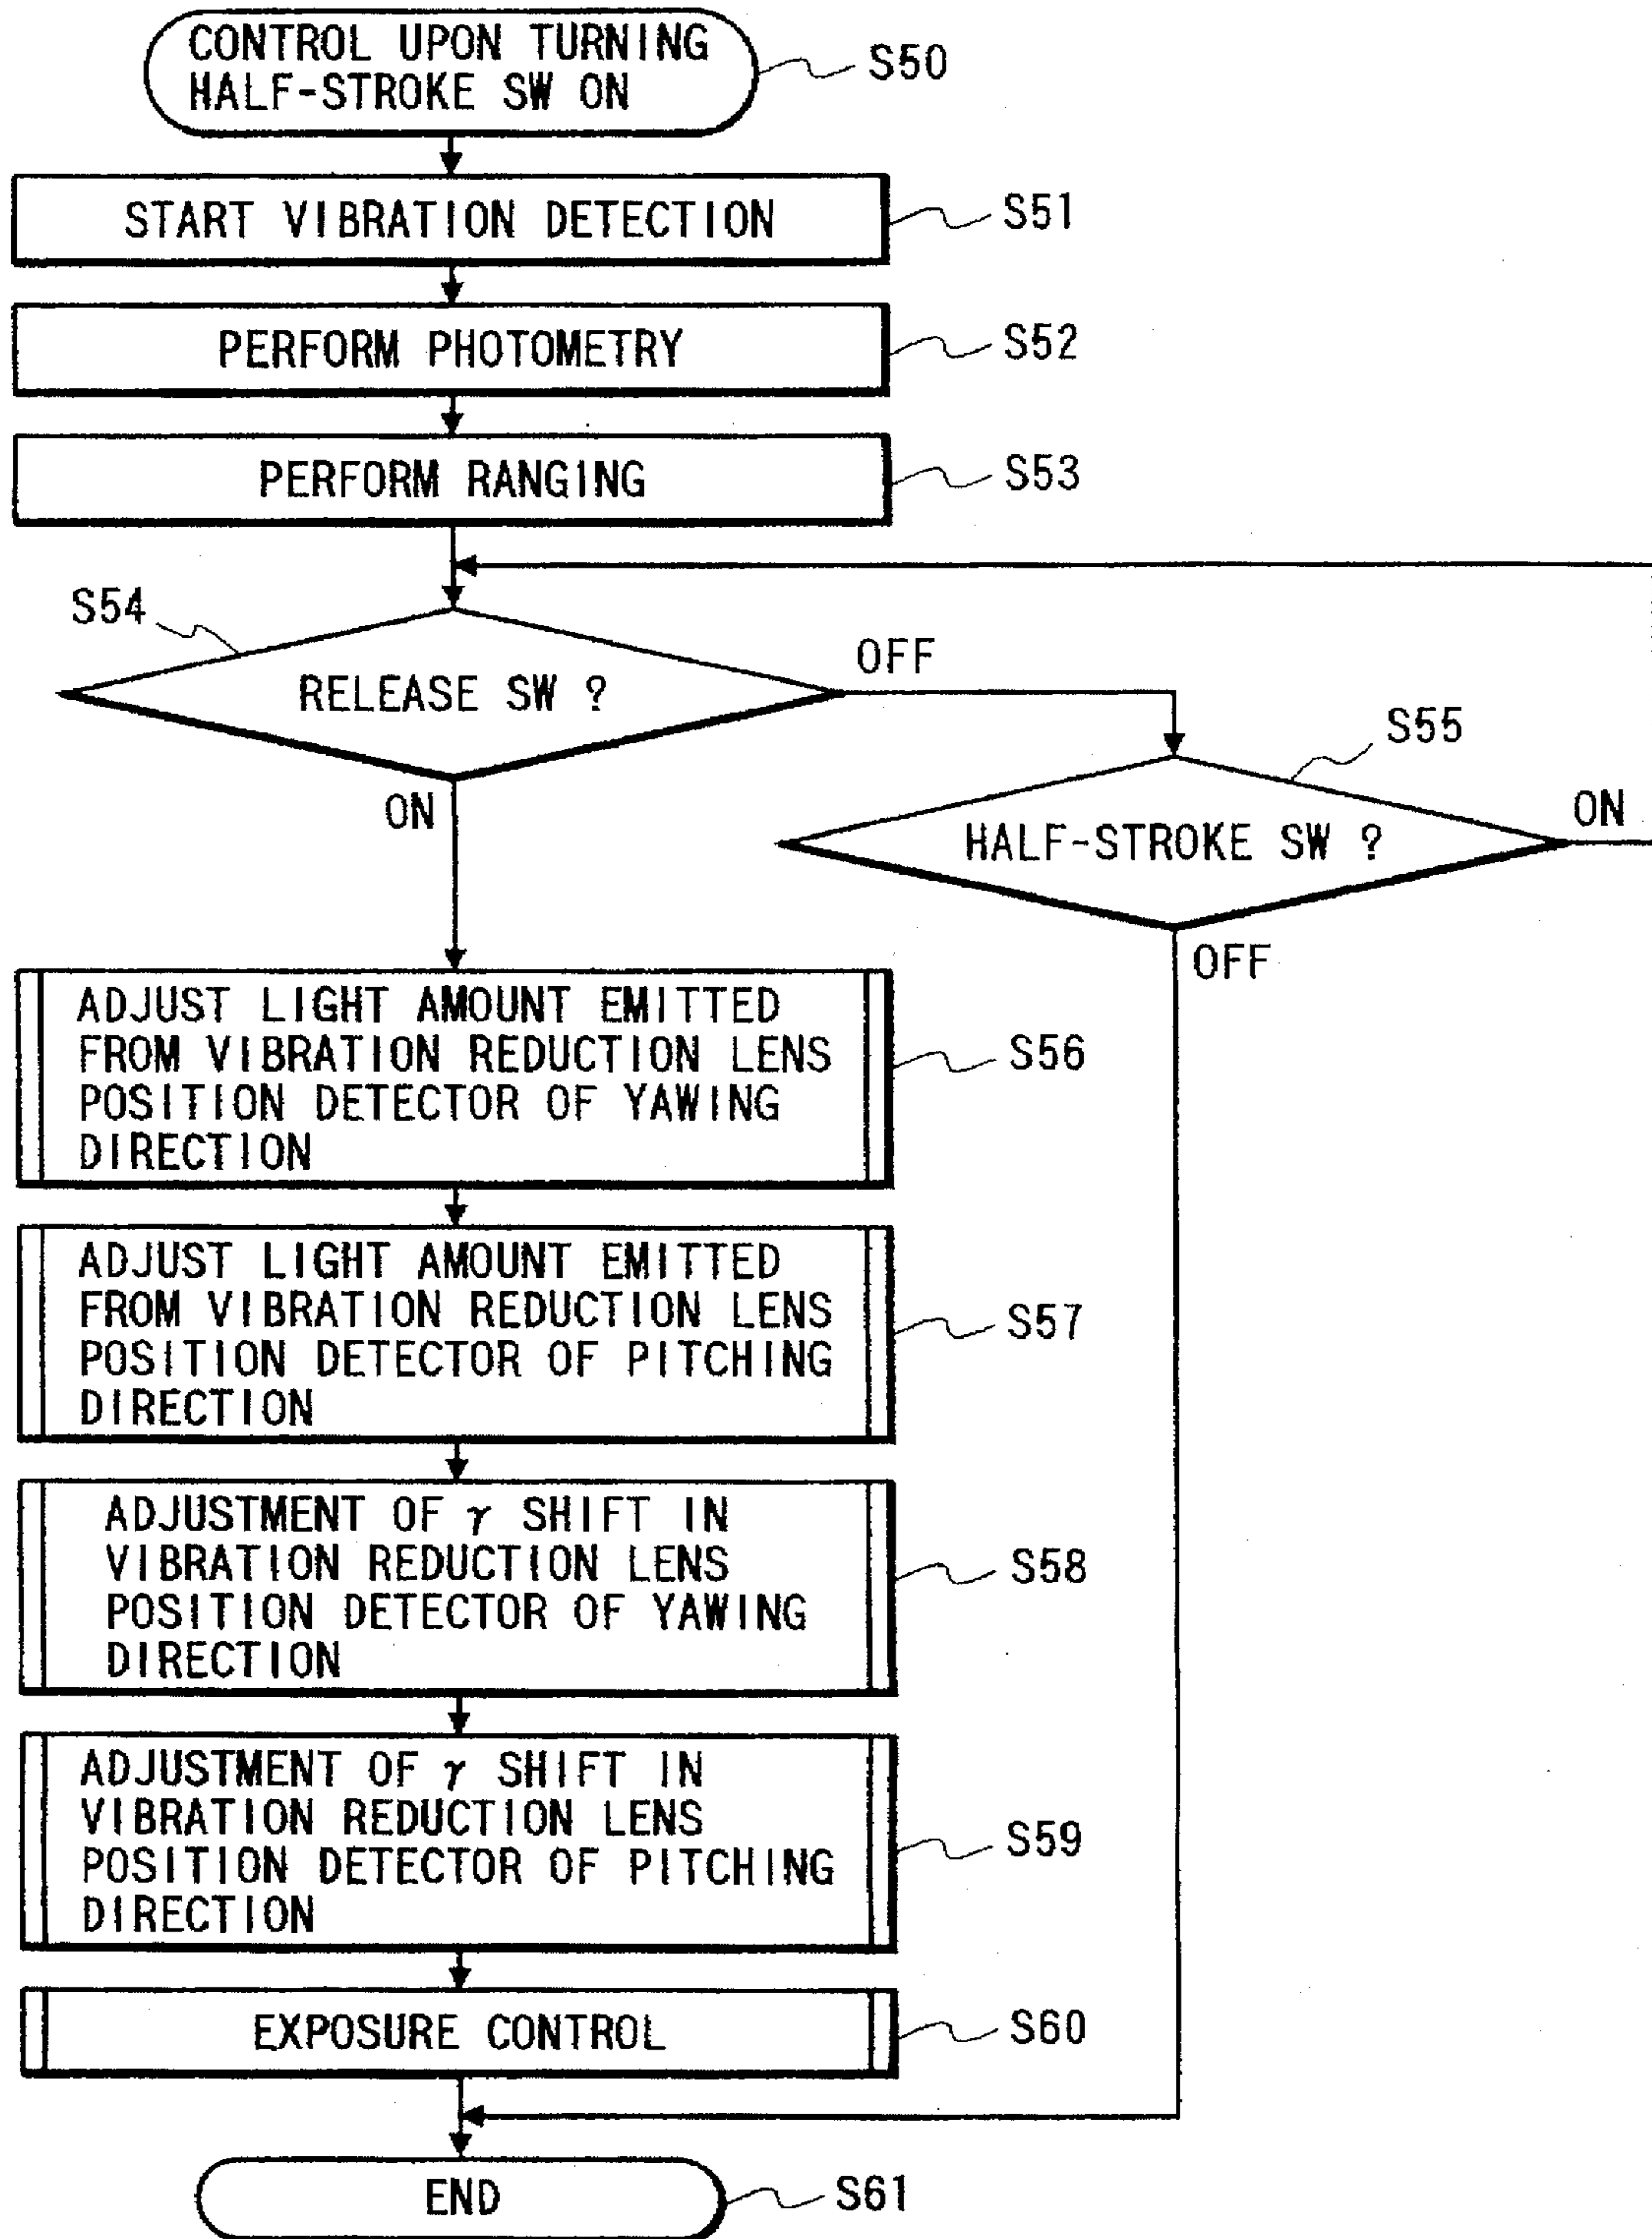 CONTROL UPON TURNING
HALF-STROKE SW ON
S50
START VIBRATION DETECTION
S51
PERFORM PHOTOMETRY
S52
PERFORM RANGING
S53
S54
RELEASE SW ?
OFF
ON
S55
HALF-STROKE SW ?
ON
OFF
ADJUST LIGHT AMOUNT EMITTED
FROM VIBRATION REDUCTION LENS
POSITION DETECTOR OF YAWING
DIRECTION
S56
ADJUST LIGHT AMOUNT EMITTED
FROM VIBRATION REDUCTION LENS
POSITION DETECTOR OF PITCHING
DIRECTION
S57
ADJUSTMENT OF γ SHIFT IN
VIBRATION REDUCTION LENS
POSITION DETECTOR OF YAWING
DIRECTION
S58
ADJUSTMENT OF γ SHIFT IN
VIBRATION REDUCTION LENS
POSITION DETECTOR OF PITCHING
DIRECTION
S59
EXPOSURE CONTROL
S60
END
S61